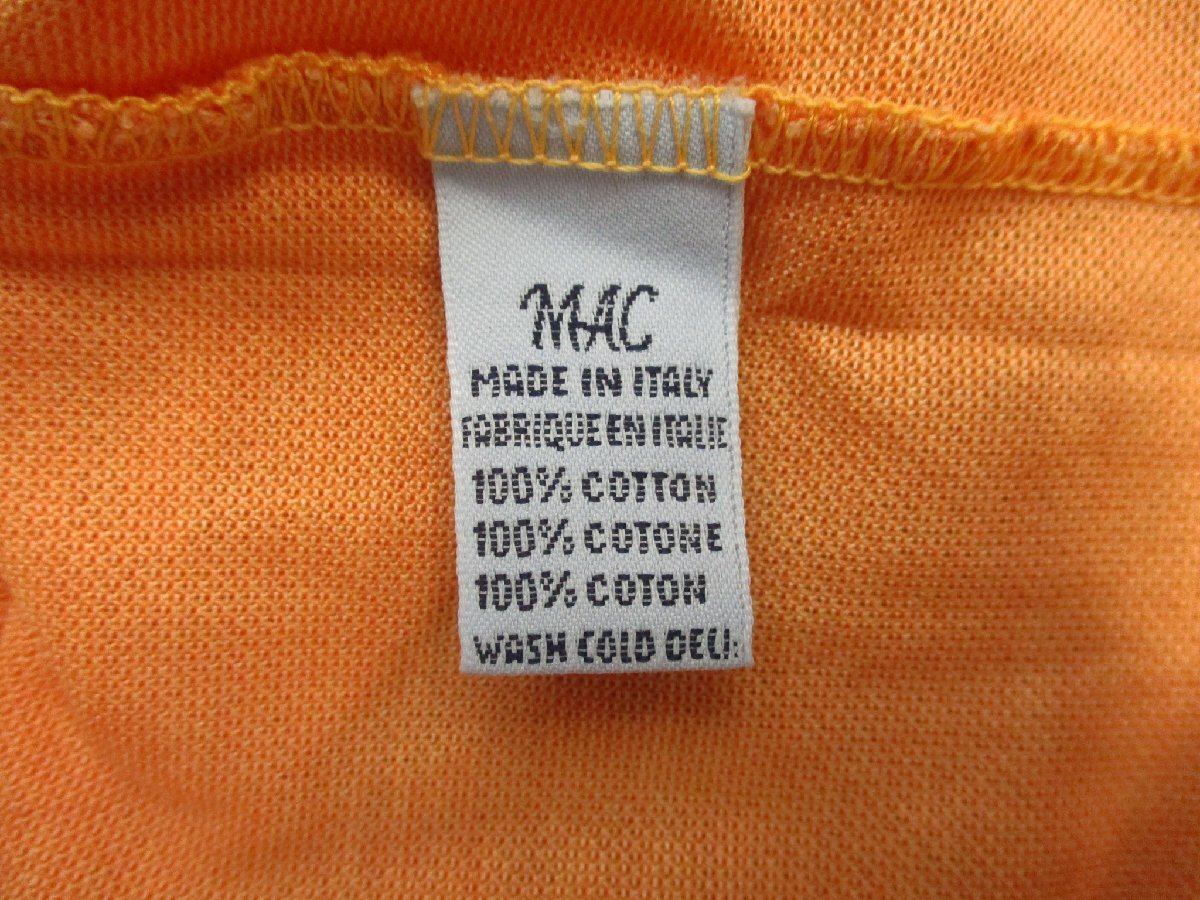 MAC
MADE IN ITALY
FABRIQUE EN ITALIE
100% COTTON
100% COTONE
100% COTON
WASH COLD DELI: